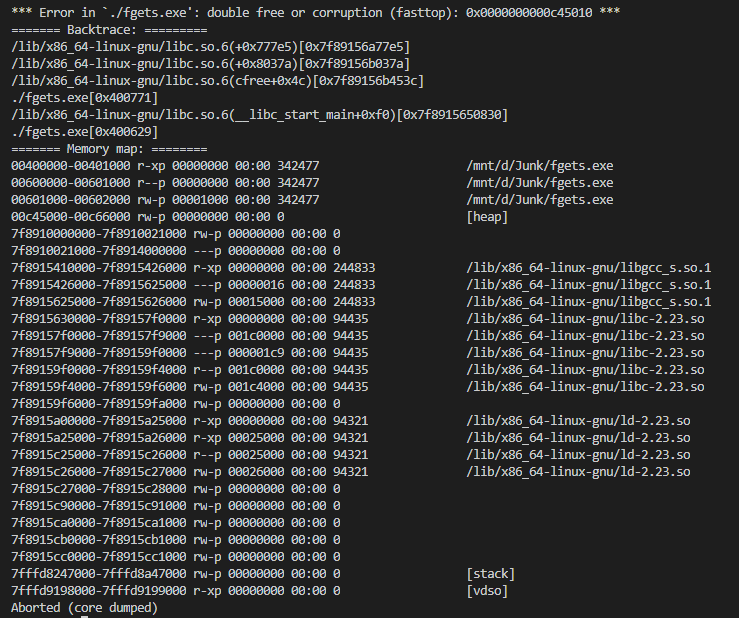 *** Error in `./fgets.exe': double free or corruption (fasttop): 0x0000000000c45010 ***
======= Backtrace: =========
/lib/x86_64-linux-gnu/libc.so.6(+0x777e5)[0x7f89156a77e5]
/lib/x86_64-linux-gnu/libc.so.6(+0x8037a)[0x7f89156b037a]
/lib/x86_64-linux-gnu/libc.so.6(cfree+0x4c)[0x7f89156b453c]
./fgets.exe[0x400771]
/lib/x86_64-linux-gnu/libc.so.6(__libc_start_main+0xf0)[0x7f8915650830]
./fgets.exe[0x400629]
======= Memory map: ========
00400000-00401000 r-xp 00000000 00:00 342477 /mnt/d/Junk/fgets.exe
00600000-00601000 r--p 00000000 00:00 342477 /mnt/d/Junk/fgets.exe
00601000-00602000 rw-p 00001000 00:00 342477 /mnt/d/Junk/fgets.exe
00c45000-00c66000 rw-p 00000000 00:00 0 [heap]
7f8910000000-7f8910021000 rw-p 00000000 00:00 0
7f8910021000-7f8914000000 ---p 00000000 00:00 0
7f8915410000-7f8915426000 r-xp 00000000 00:00 244833 /lib/x86_64-linux-gnu/libgcc_s.so.1
7f8915426000-7f8915625000 ---p 00000016 00:00 244833 /lib/x86_64-linux-gnu/libgcc_s.so.1
7f8915625000-7f8915626000 rw-p 00015000 00:00 244833 /lib/x86_64-linux-gnu/libgcc_s.so.1
7f8915630000-7f89157f0000 r-xp 00000000 00:00 94435 /lib/x86_64-linux-gnu/libc-2.23.so
7f89157f0000-7f89157f9000 ---p 001c0000 00:00 94435 /lib/x86_64-linux-gnu/libc-2.23.so
7f89157f9000-7f89159f0000 ---p 000001c9 00:00 94435 /lib/x86_64-linux-gnu/libc-2.23.so
7f89159f0000-7f89159f4000 r--p 001c0000 00:00 94435 /lib/x86_64-linux-gnu/libc-2.23.so
7f89159f4000-7f89159f6000 rw-p 001c4000 00:00 94435 /lib/x86_64-linux-gnu/libc-2.23.so
7f89159f6000-7f89159fa000 rw-p 00000000 00:00 0
7f8915a00000-7f8915a25000 r-xp 00000000 00:00 94321 /lib/x86_64-linux-gnu/ld-2.23.so
7f8915a25000-7f8915a26000 r-xp 00025000 00:00 94321 /lib/x86_64-linux-gnu/ld-2.23.so
7f8915c25000-7f8915c26000 r--p 00025000 00:00 94321 /lib/x86_64-linux-gnu/ld-2.23.so
7f8915c26000-7f8915c27000 rw-p 00026000 00:00 94321 /lib/x86_64-linux-gnu/ld-2.23.so
7f8915c27000-7f8915c28000 rw-p 00000000 00:00 0
7f8915c90000-7f8915c91000 rw-p 00000000 00:00 0
7f8915ca0000-7f8915ca1000 rw-p 00000000 00:00 0
7f8915cb0000-7f8915cb1000 rw-p 00000000 00:00 0
7f8915cc0000-7f8915cc1000 rw-p 00000000 00:00 0
7fffd8247000-7fffd8a47000 rw-p 00000000 00:00 0 [stack]
7fffd9198000-7fffd9199000 r-xp 00000000 00:00 0 [vdso]
Aborted (core dumped)